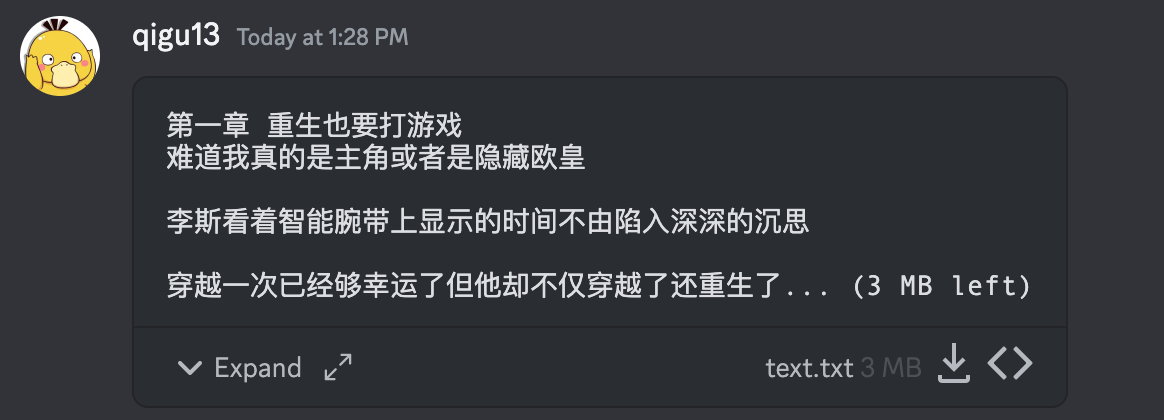 qigu13 Today at 1:28 PM
第一章 重生也要打游戏
难道我真的是主角或者是隐藏欧皇
李斯看着智能腕带上显示的时间不由陷入深深的沉思
穿越一次已经够幸运了但他却不仅穿越了还重生了... (3 MB left)
Expand text.txt 3 MB